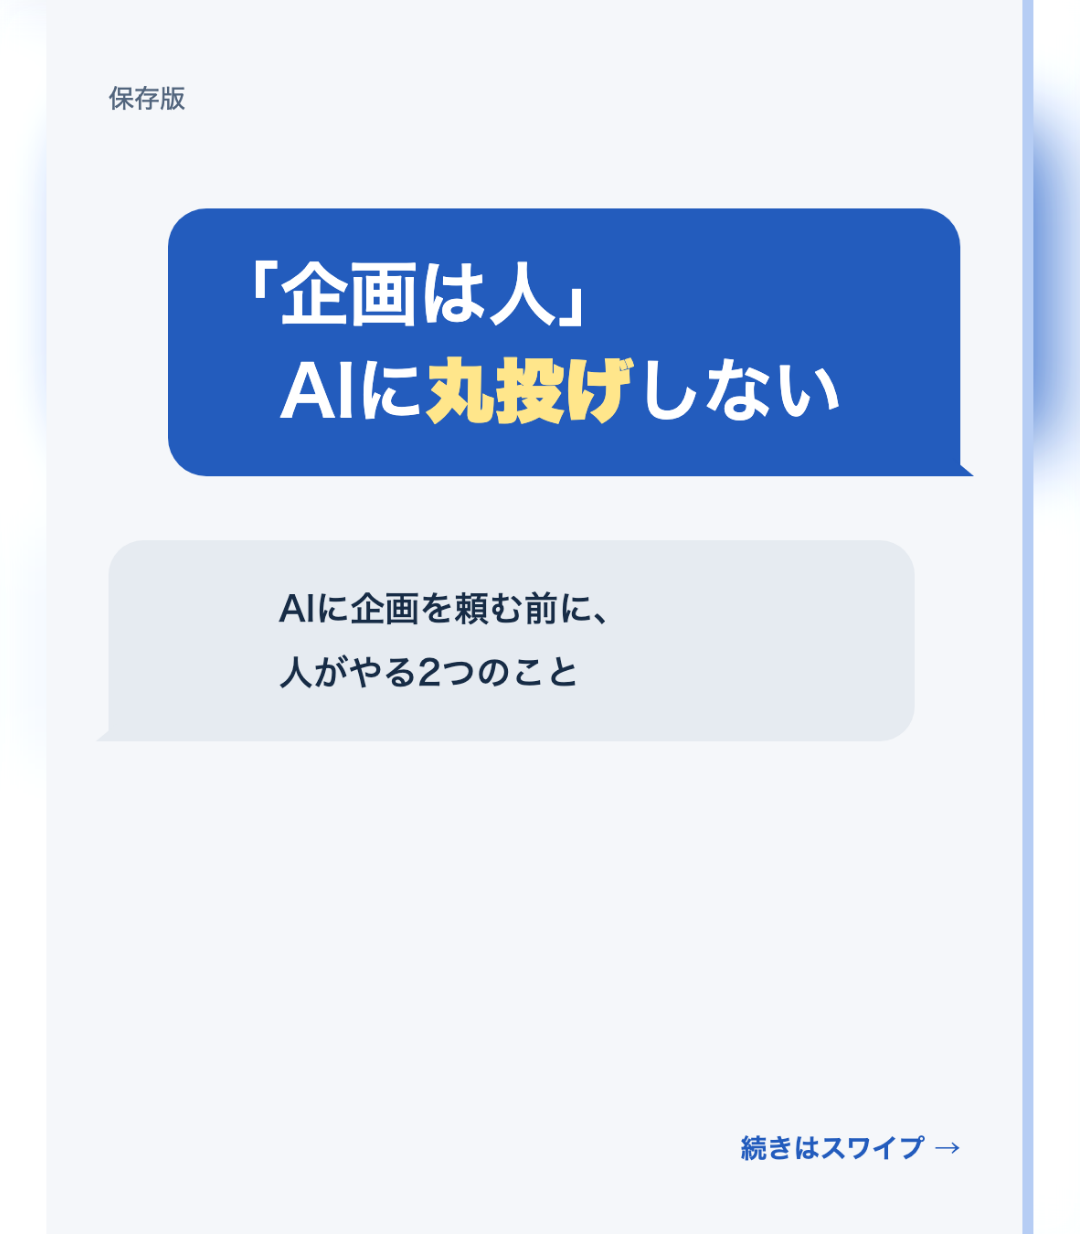 保存版
「企画は人」
AIに丸投げしない
AIに企画を頼む前に、
人がやる2つのこと
続きはスワイプ →